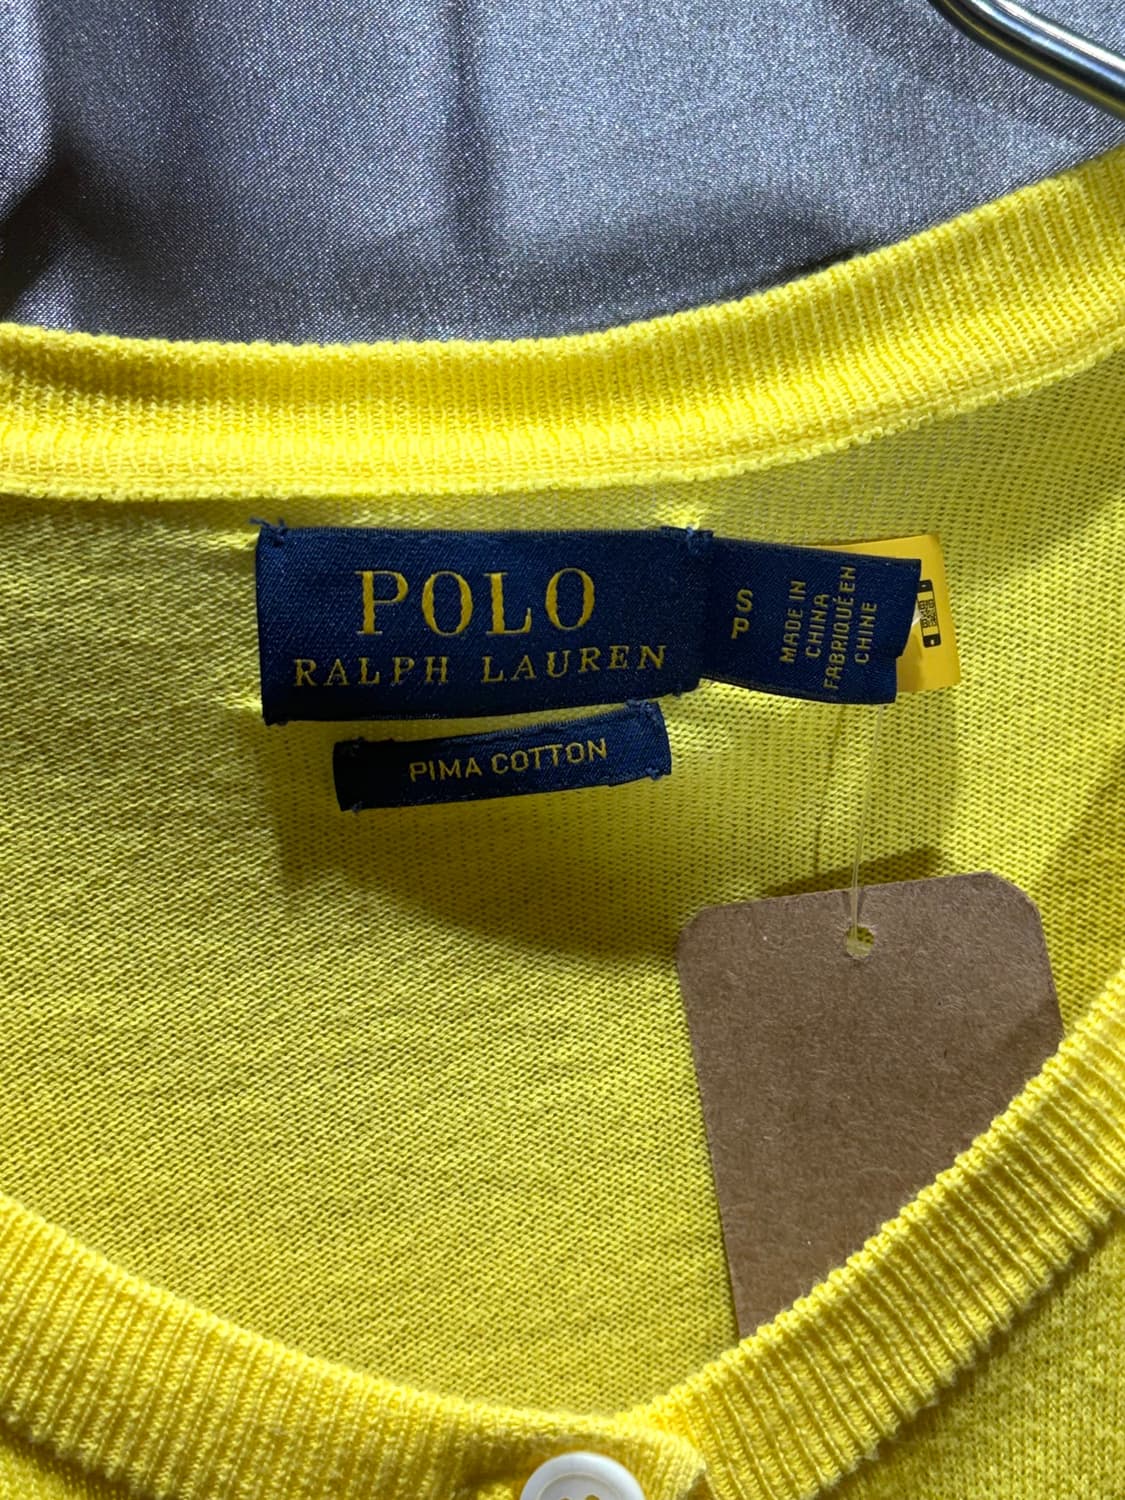 POLO
RALPH LAUREN
S
P
MADE IN
CHINA
FABRIQUÉ EN
CHINE
PIMA COTTON